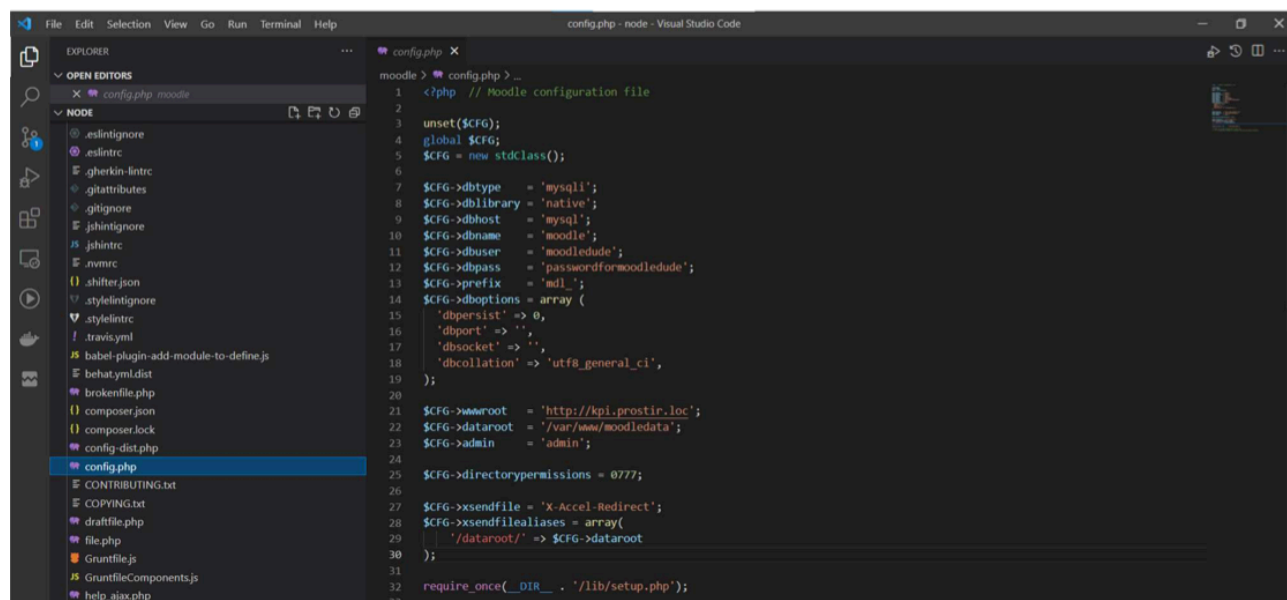 File Edit Selection View Go Run Terminal Help
config.php - node - Visual Studio Code
EXPLORER
OPEN EDITORS
config.php moodle
NODE
.eslintignore
.eslintrc
.gherkin-lintrc
.gitattributes
.gitignore
.jshintignore
JS .jshintrc
.nvmrc
{} .shifter.json
.stylelintignore
.stylelintrc
! .travis.yml
JS babel-plugin-add-module-to-define.js
behat.yml.dist
brokenfile.php
{} composer.json
{} composer.lock
config-dist.php
config.php
CONTRIBUTING.txt
COPYING.txt
draftfile.php
file.php
Gruntfile.js
JS GruntfileComponents.js
help_ajax.php
1
config.php
moodle > config.php > ...
1 <?php // Moodle configuration file
2
3 unset($CFG);
4 global $CFG;
5 $CFG = new stdClass();
6
7 $CFG->dbtype = 'mysqli';
8 $CFG->dblibrary = 'native';
9 $CFG->dbhost = 'mysql';
10 $CFG->dbname = 'moodle';
11 $CFG->dbuser = 'moodledude';
12 $CFG->dbpass = 'passwordformoodledude';
13 $CFG->prefix = 'mdl_';
14 $CFG->dboptions = array (
15 'dbpersist' => 0,
16 'dbport' => '',
17 'dbsocket' => '',
18 'dbcollation' => 'utf8_general_ci',
19 );
20
21 $CFG->wwwroot = 'http://kpi.prostir.loc';
22 $CFG->dataroot = '/var/www/moodledata';
23 $CFG->admin = 'admin';
24
25 $CFG->directorypermissions = 0777;
26
27 $CFG->xsendfile = 'X-Accel-Redirect';
28 $CFG->xsendfilealiases = array(
29 '/dataroot/' => $CFG->dataroot
30 );
31
32 require_once(__DIR__ . '/lib/setup.php');